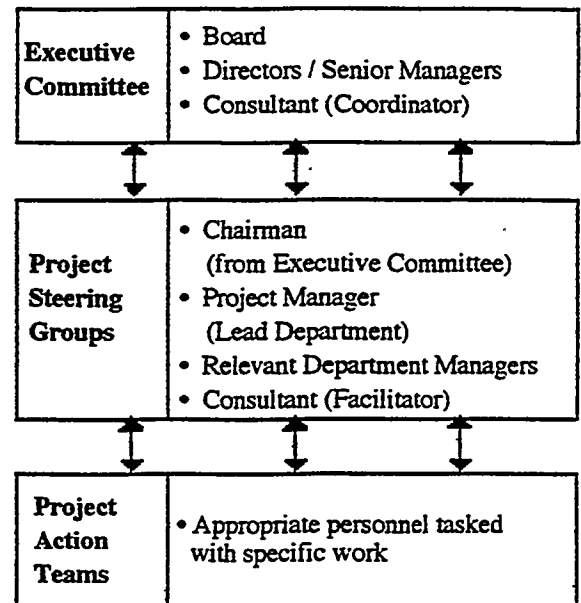 Executive
Committee
• Board
• Directors / Senior Managers
• Consultant (Coordinator)
Project
Steering
Groups
• Chairman
(from Executive Committee)
• Project Manager
(Lead Department)
• Relevant Department Managers
• Consultant (Facilitator)
Project
Action
Teams
• Appropriate personnel tasked
with specific work